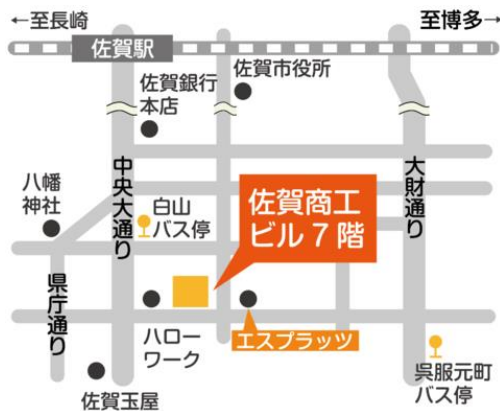 ←至長崎
至博多→
佐賀駅
佐賀銀行
本店
佐賀市役所
中央大通り
大財通り
八幡
神社
白山
バス停
佐賀商工
ビル7階
県庁通り
ハロー
ワーク
エスプラッツ
佐賀玉屋
呉服元町
バス停